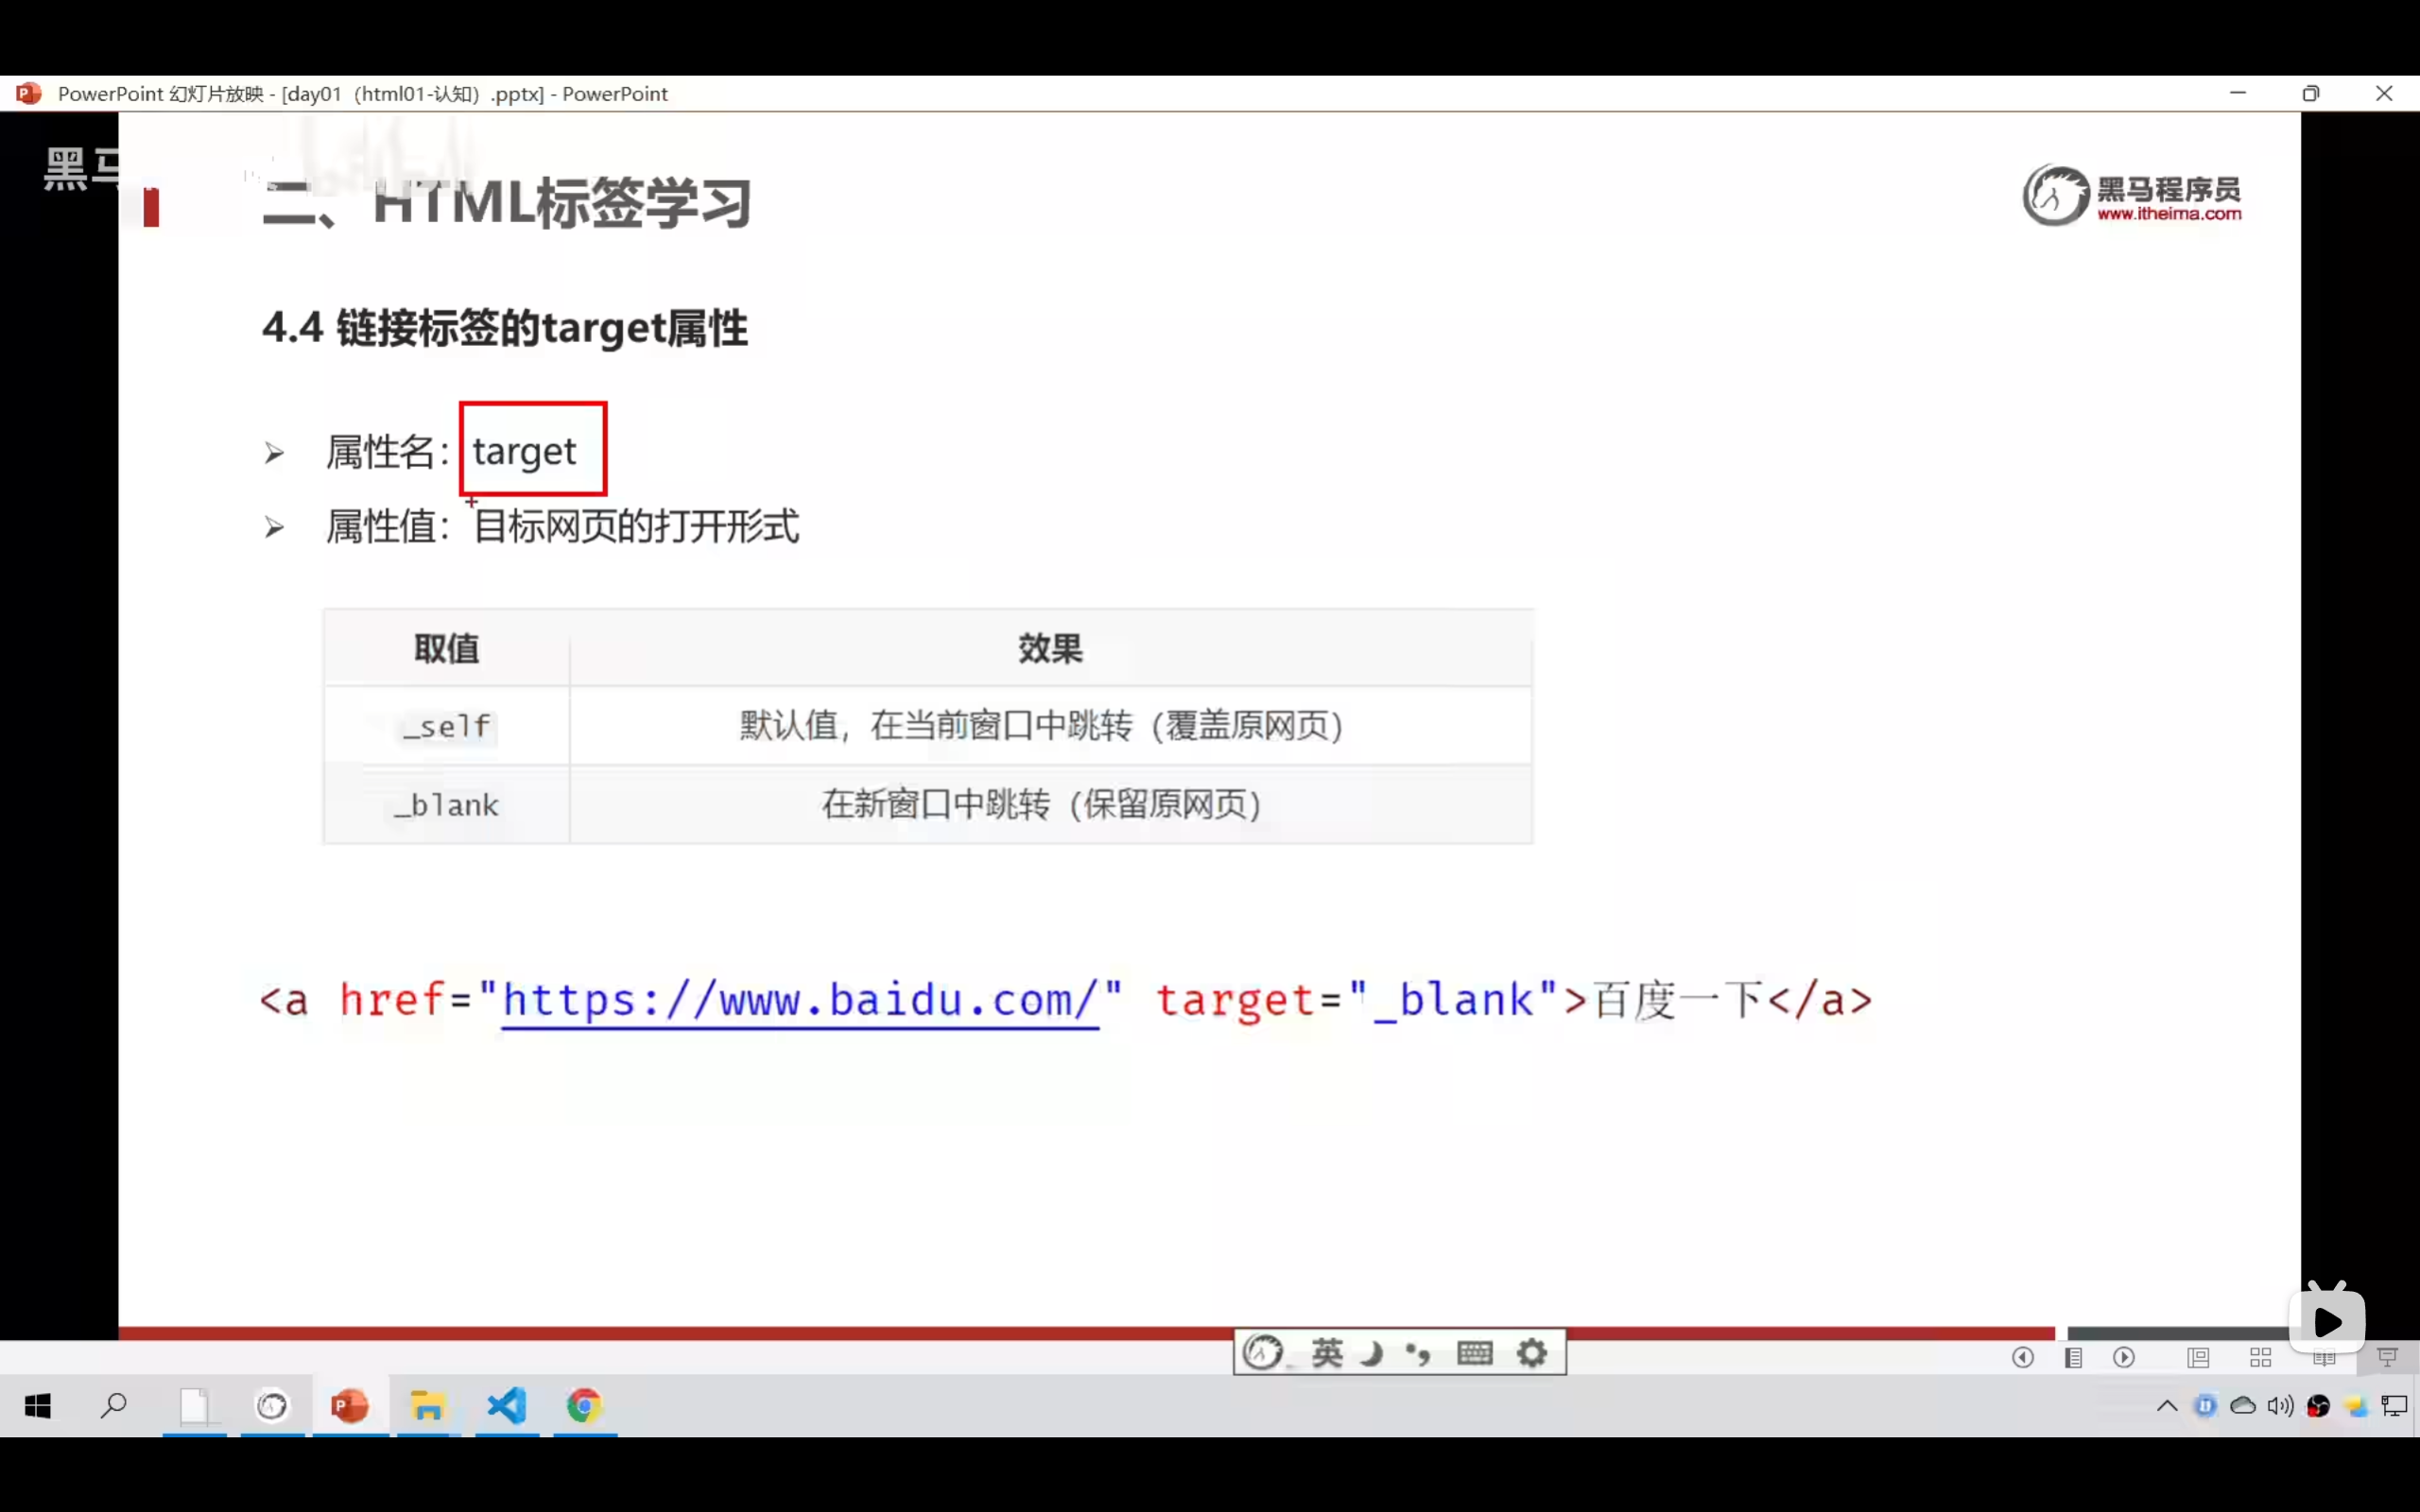 PowerPoint 幻灯片放映 - [day01（html01-认知）.pptx] - PowerPoint
黑马
二、HTML标签学习
黑马程序员
www.itheima.com
4.4 链接标签的target属性
➢ 属性名：target
➢ 属性值：目标网页的打开形式
取值 效果
_self 默认值，在当前窗口中跳转（覆盖原网页）
_blank 在新窗口中跳转（保留原网页）
<a href="https://www.baidu.com/" target="_blank">百度一下</a>
英